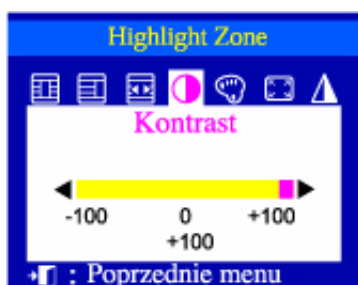 Highlight Zone
Kontrast
-100 0 +100
+100
: Poprzednie menu